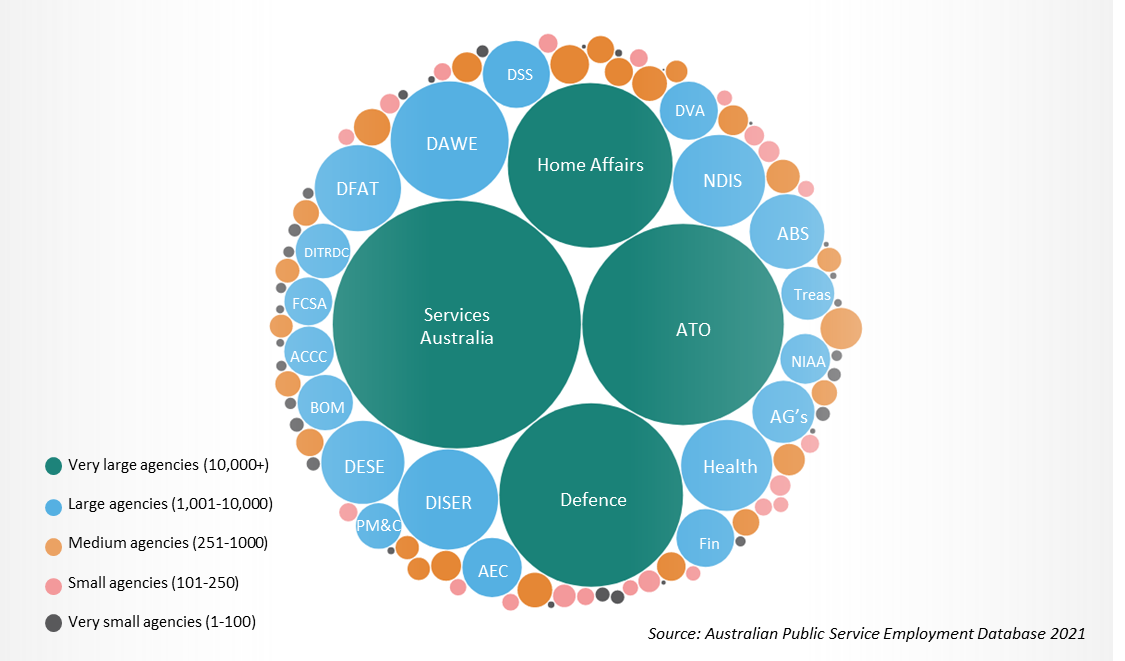 DSS
DVA
DAWE
Home Affairs
NDIS
DFAT
ABS
DITRDC
Treas
FCSA
Services
Australia
ATO
ACCC
NIAA
BOM
AG's
DESE
Health
DISER
Defence
PM&C
Fin
AEC
Very large agencies (10,000+)
Large agencies (1,001-10,000)
Medium agencies (251-1000)
Small agencies (101-250)
Very small agencies (1-100)
Source: Australian Public Service Employment Database 2021